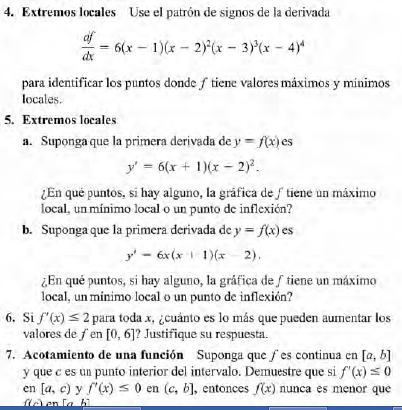 4. Extremos locales Use el patrón de signos de la derivada
df/dx = 6(x − 1)(x − 2)²(x − 3)³(x − 4)⁴
para identificar los puntos donde f tiene valores máximos y mínimos
locales.
5. Extremos locales
a. Suponga que la primera derivada de y = f(x) es
y′ = 6(x + 1)(x − 2)².
¿En qué puntos, si hay alguno, la gráfica de f tiene un máximo
local, un mínimo local o un punto de inflexión?
b. Suponga que la primera derivada de y = f(x) es
y′ = 6x(x + 1)(x − 2).
¿En qué puntos, si hay alguno, la gráfica de f tiene un máximo
local, un mínimo local o un punto de inflexión?
6. Si f′(x) ≤ 2 para toda x, ¿cuánto es lo más que pueden aumentar los
valores de f en [0, 6]? Justifique su respuesta.
7. Acotamiento de una función Suponga que f es continua en [a, b]
y que c es un punto interior del intervalo. Demuestre que si f′(x) ≤ 0
en [a, c) y f′(x) ≤ 0 en (c, b], entonces f(x) nunca es menor que
f(c) en [a, b].